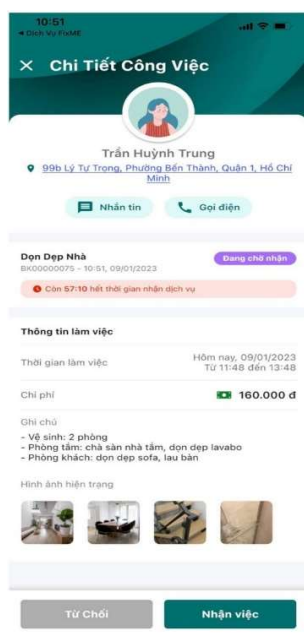 10:51
◄ Dịch Vụ FixME
Chi Tiết Công Việc
Trần Huỳnh Trung
99b Lý Tự Trọng, Phường Bến Thành, Quận 1, Hồ Chí
Minh
Nhắn tin
Gọi điện
Dọn Dẹp Nhà
Đang chờ nhận
BK00000075 - 10:51, 09/01/2023
Còn 57:10 hết thời gian nhận dịch vụ
Thông tin làm việc
Thời gian làm việc
Hôm nay, 09/01/2023
Từ 11:48 đến 13:48
Chi phí
160.000 đ
Ghi chú
- Vệ sinh: 2 phòng
- Phòng tắm: chà sàn nhà tắm, dọn dẹp lavabo
- Phòng khách: dọn dẹp sofa, lau bàn
Hình ảnh hiện trạng
Từ Chối
Nhận việc